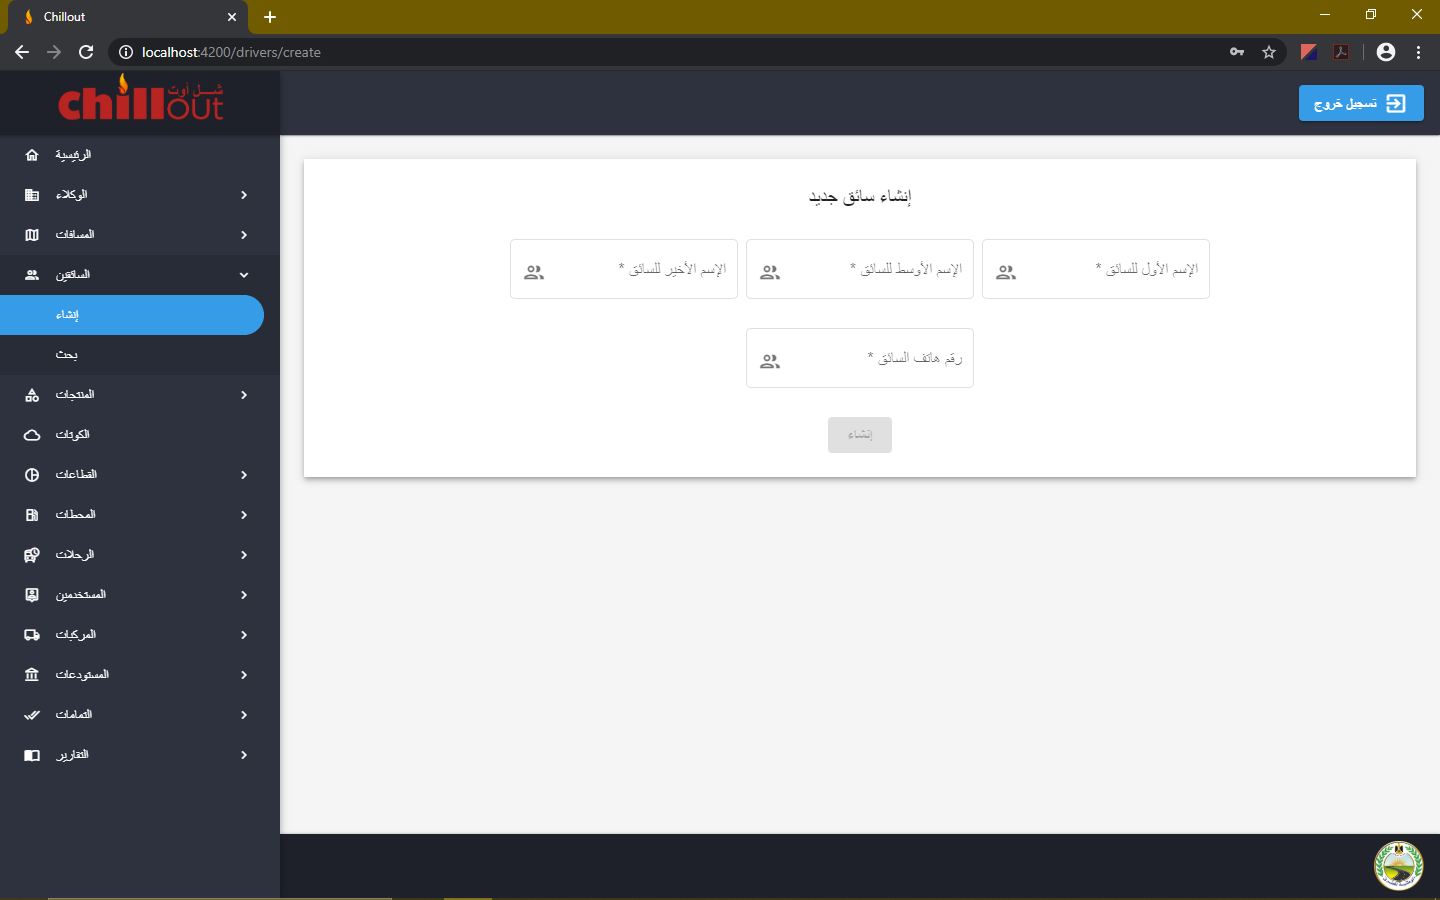 Chillout
localhost:4200/drivers/create
شــل أوت
chillout
تسجيل خروج
الرئيسية
الوكلاء
المسافات
السائقين
إنشاء
بحث
المنتجات
الكوتات
القطاعات
المحطات
الرحلات
المستخدمين
المركبات
المستودعات
التمامات
التقارير
إنشاء سائق جديد
الإسم الأول للسائق *
الإسم الأوسط للسائق *
الإسم الأخير للسائق *
رقم هاتف السائق *
إنشاء